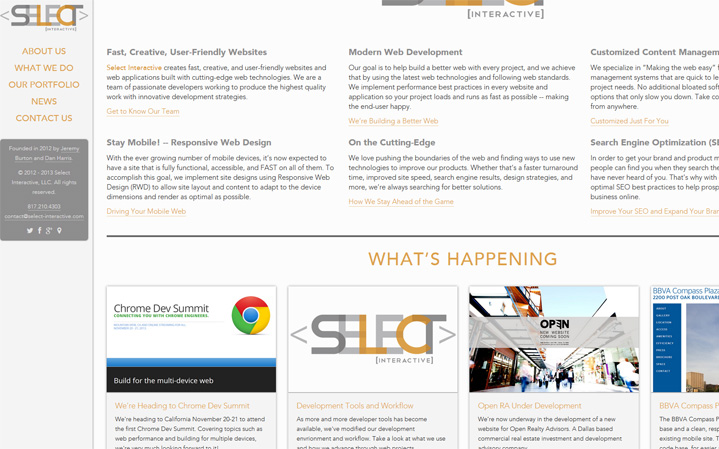 SELECT
[INTERACTIVE]
ABOUT US
WHAT WE DO
OUR PORTFOLIO
NEWS
CONTACT US
Founded in 2012 by Jeremy
Burton and Dan Harris.
© 2012 - 2013 Select
Interactive, LLC. All rights
reserved.
817.210.4303
contact@select-interactive.com
[INTERACTIVE]
Fast, Creative, User-Friendly Websites
Select Interactive creates fast, creative, and user-friendly websites and
web applications built with cutting-edge web technologies. We are a
team of passionate developers working to produce the highest quality
work with innovative development strategies.
Get to Know Our Team
Modern Web Development
Our goal is to help build a better web with every project, and we achieve
that by using the latest web technologies and following web standards.
We implement performance best practices in every website and
application so your project loads and runs as fast as possible -- making
the end-user happy.
We're Building a Better Web
Customized Content Managem
We specialize in "Making the web easy" f
management systems that are quick to le
project needs. No additional bloated soft
options that only slow you down. Take co
from anywhere.
Customized Just For You
Stay Mobile! -- Responsive Web Design
With the ever growing number of mobile devices, it's now expected to
have a site that is fully functional, accessible, and FAST on all of them. To
accomplish this goal, we implement site designs using Responsive Web
Design (RWD) to allow site layout and content to adapt to the device
dimensions and render as optimal as possible.
Driving Your Mobile Web
On the Cutting-Edge
We love pushing the boundaries of the web and finding ways to use new
technologies to improve our products. Whether that's a faster turnaround
time, improved site speed, search engine results, design strategies, and
more, we're always searching for better solutions.
How We Stay Ahead of the Game
Search Engine Optimization (SE
In order to get your brand and product m
people can find you when they search the
have never heard of you. That's why with
optimal SEO best practices to help prosp
business online.
Improve Your SEO and Expand Your Bran
WHAT'S HAPPENING
Chrome Dev Summit
CONNECTING YOU WITH CHROME ENGINEERS.
Build for the multi-device web
We're Heading to Chrome Dev Summit
We're heading to California November 20-21 to attend
the first Chrome Dev Summit. Covering topics such as
web performance and building for multiple devices,
we're very much looking forward to it!
SELECT
[INTERACTIVE]
Development Tools and Workflow
As more and more developer tools has become
available, we've modified our development
envrionment and workflow. Take a look at what we use
and how we advance through web projects.
OPEN
NEW WEBSITE
COMING SOON
Open RA Under Development
We're now underway in the development of a new
website for Open Realty Advisors. A Dallas based
commercial real estate investment and development
advisory company.
BBVA Compass Plaza
2200 POST OAK BOULEVARD
ABOUT
GALLERY
LOCATION
ACCESS
AMENITIES
EFFICIENCY
PRESS
BROCHURE
SPACE
CONTACT
BBVA Compass Plaza
The BBVA Compass Pl
base and a clean, resp
existing mobile site. T
code base, for easier